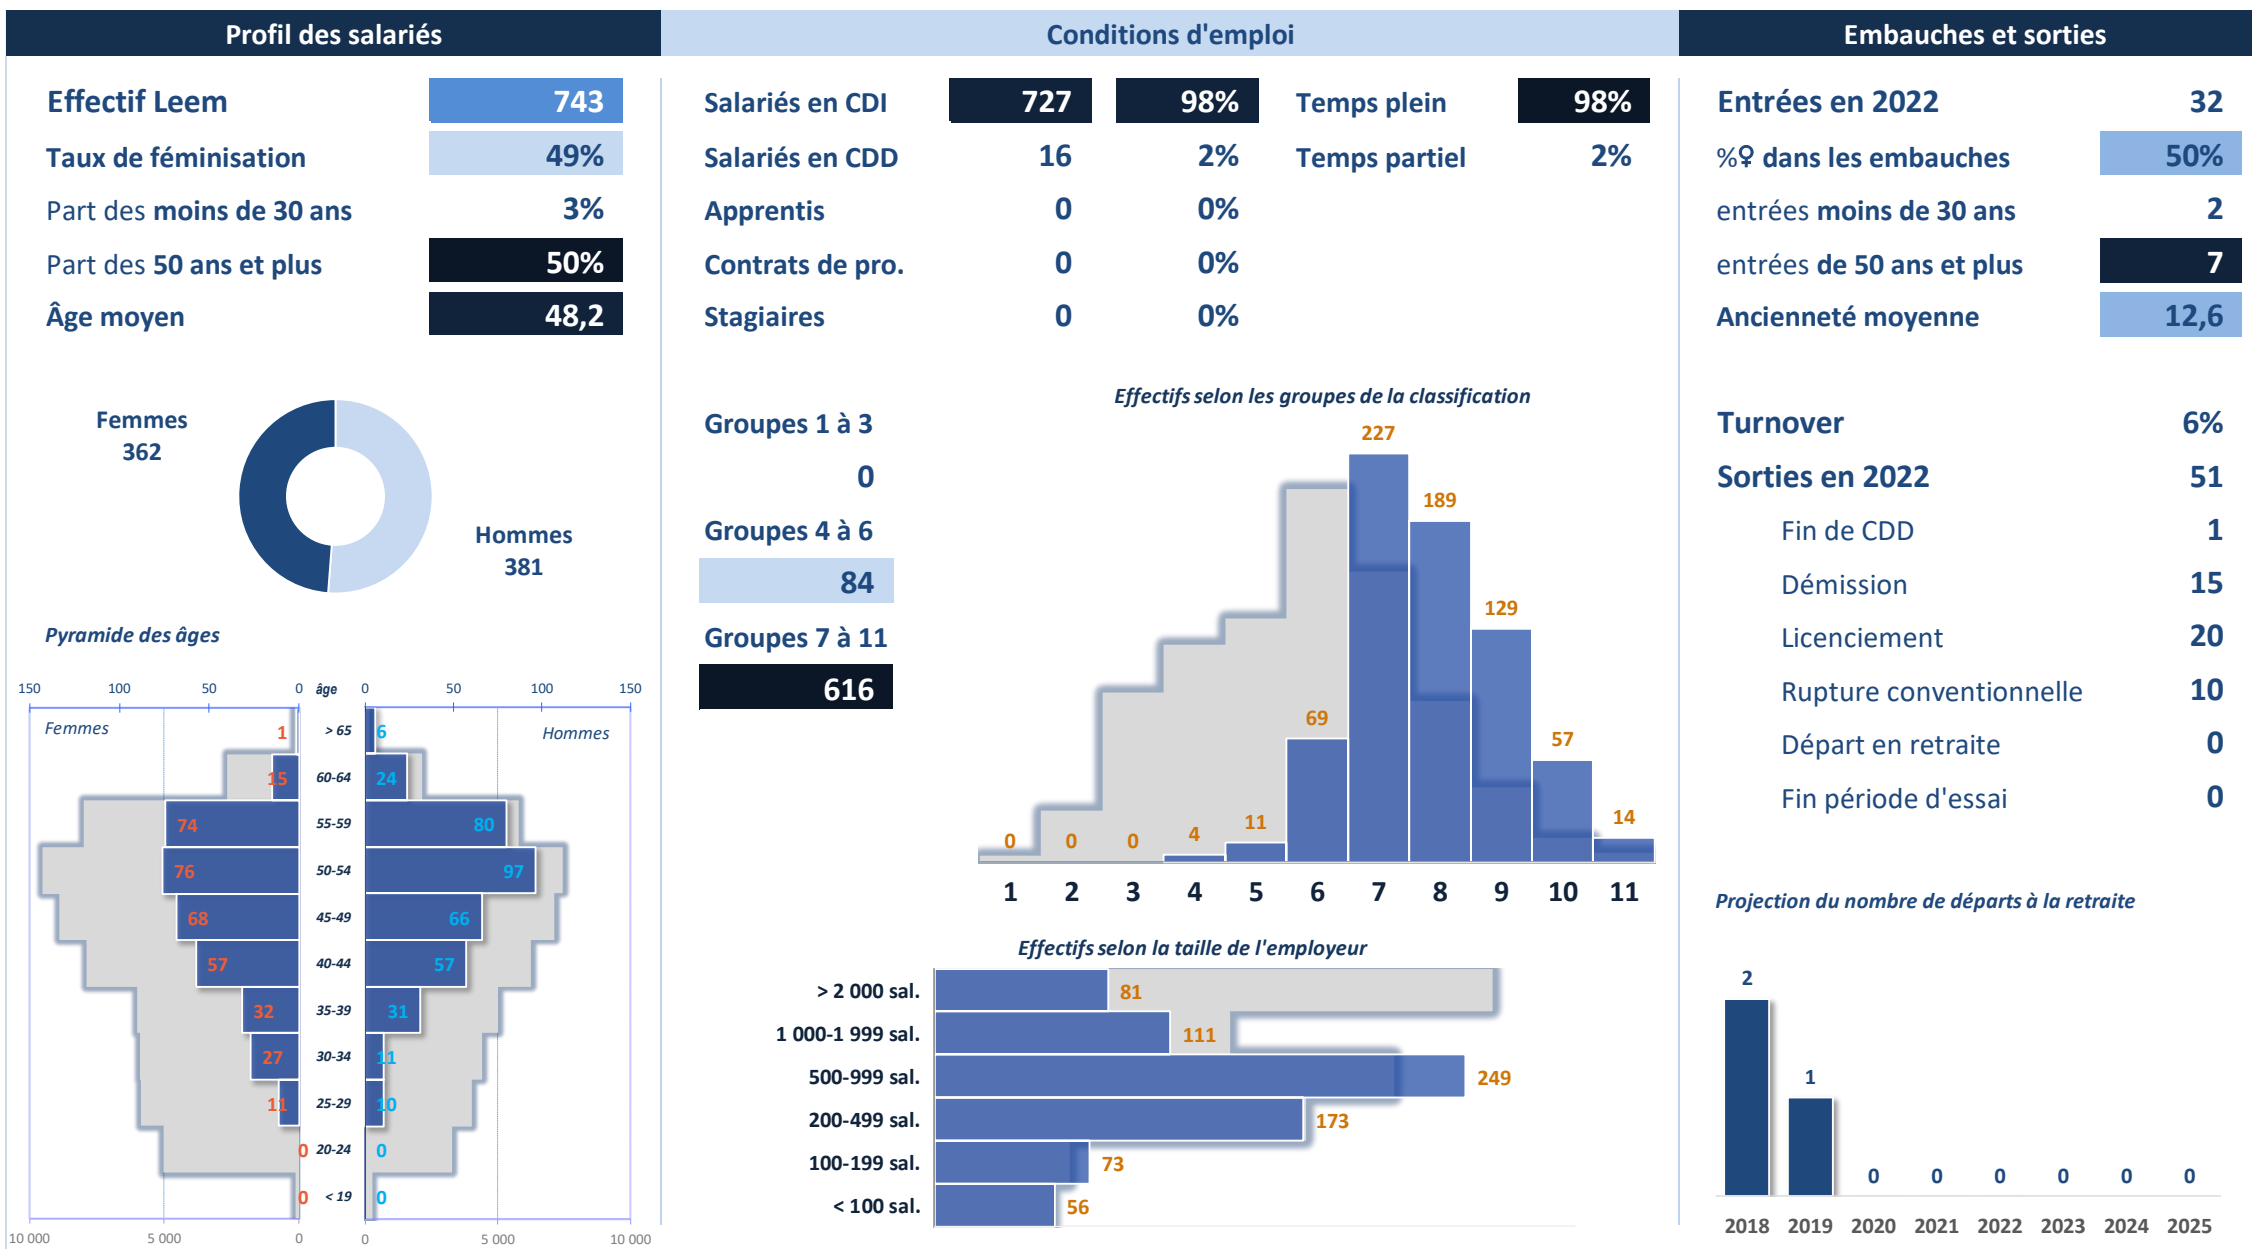 Profil des salariés
Effectif Leem 743
Taux de féminisation 49%
Part des moins de 30 ans 3%
Part des 50 ans et plus 50%
Âge moyen 48,2
Femmes
362
Hommes
381
Pyramide des âges
150 100 50 0 âge 0 50 100 150
Femmes Hommes
1 > 65 6
15 60-64 24
74 55-59 80
76 50-54 97
68 45-49 66
57 40-44 57
32 35-39 31
27 30-34 11
11 25-29 10
0 20-24 0
0 < 19 0
10 000 5 000 0 0 5 000 10 000
Conditions d'emploi
Salariés en CDI 727 98% Temps plein 98%
Salariés en CDD 16 2% Temps partiel 2%
Apprentis 0 0%
Contrats de pro. 0 0%
Stagiaires 0 0%
Groupes 1 à 3
0
Groupes 4 à 6
84
Groupes 7 à 11
616
Effectifs selon les groupes de la classification
0 0 0 4 11 69 227 189 129 57 14
1 2 3 4 5 6 7 8 9 10 11
Effectifs selon la taille de l'employeur
> 2 000 sal. 81
1 000-1 999 sal. 111
500-999 sal. 249
200-499 sal. 173
100-199 sal. 73
< 100 sal. 56
Embauches et sorties
Entrées en 2022 32
%♀ dans les embauches 50%
entrées moins de 30 ans 2
entrées de 50 ans et plus 7
Ancienneté moyenne 12,6
Turnover 6%
Sorties en 2022 51
Fin de CDD 1
Démission 15
Licenciement 20
Rupture conventionnelle 10
Départ en retraite 0
Fin période d'essai 0
Projection du nombre de départs à la retraite
2 1 0 0 0 0 0 0
2018 2019 2020 2021 2022 2023 2024 2025